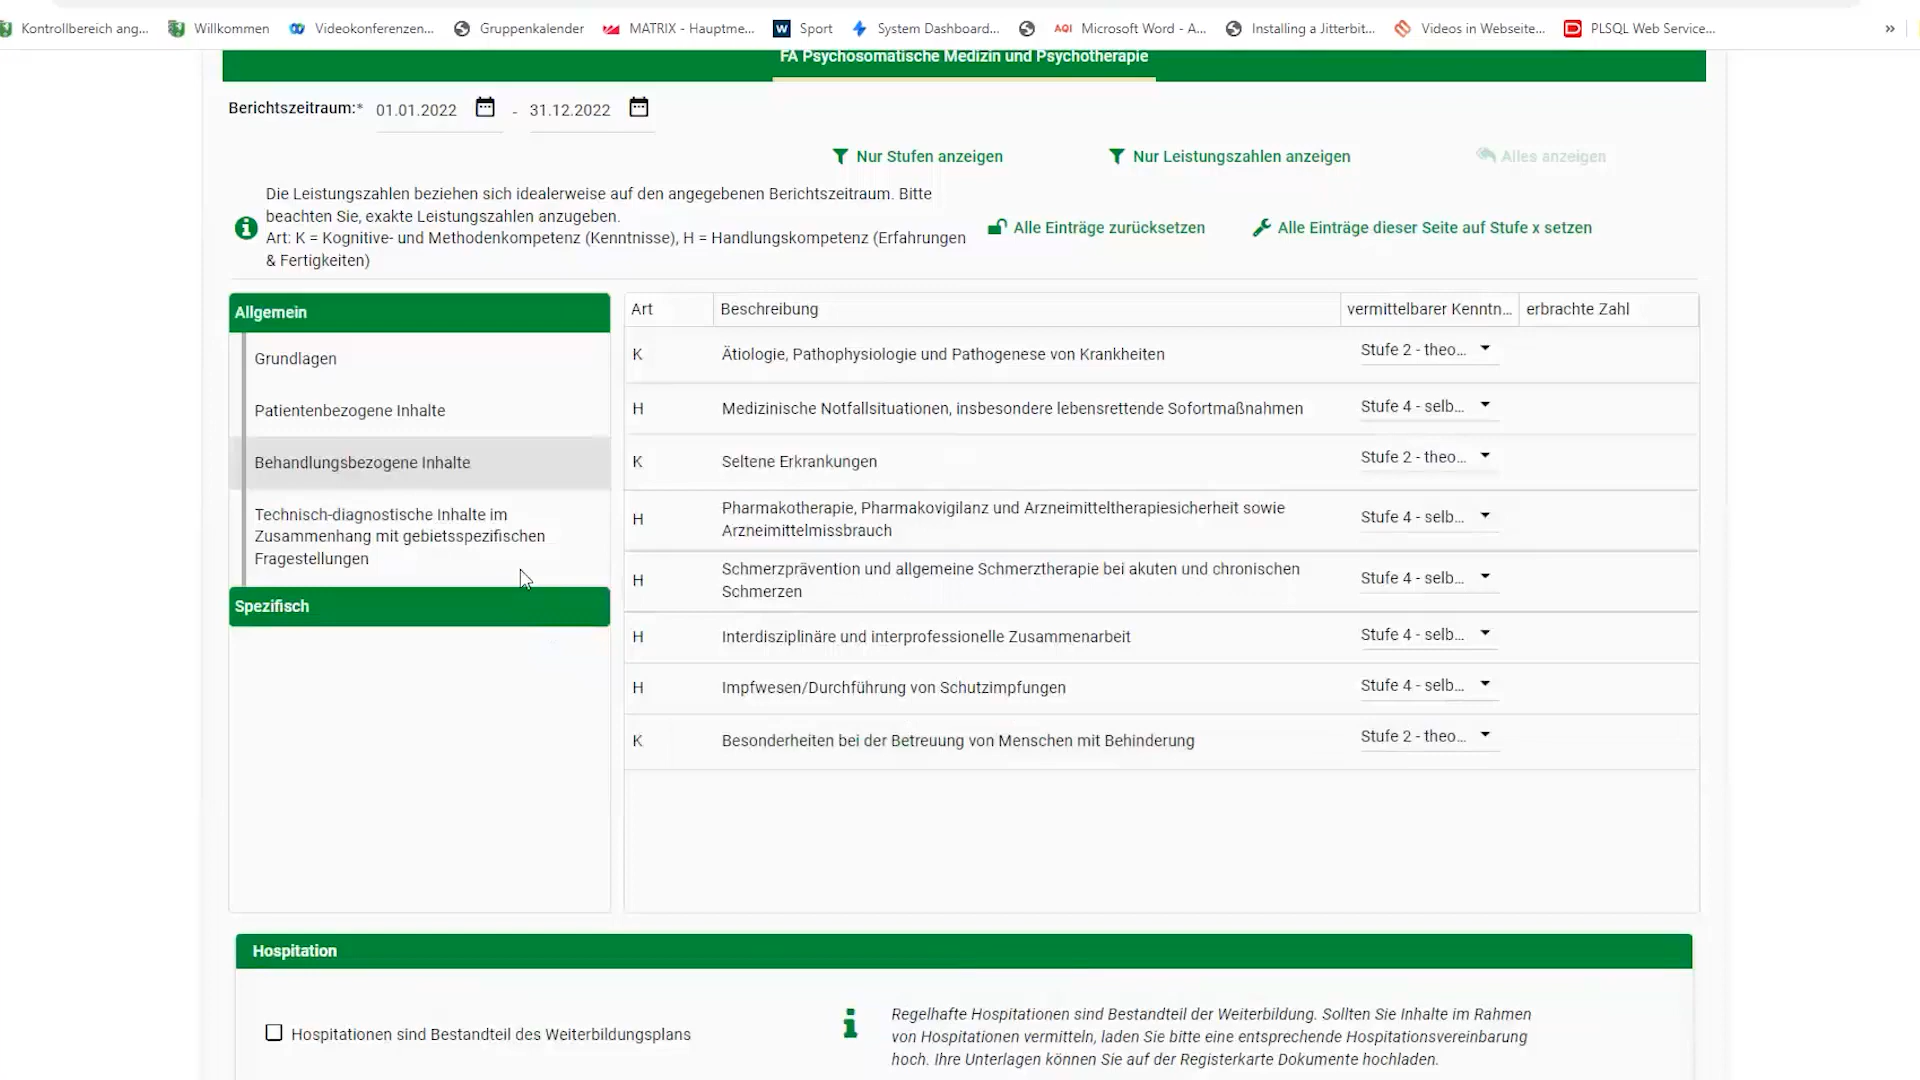 Kontrollbereich ang... Willkommen Videokonferenzen... Gruppenkalender MATRIX - Hauptme... W Sport System Dashboard... AQI Microsoft Word - A... Installing a Jitterbit... Videos in Webseite... PLSQL Web Service... »
FA Psychosomatische Medizin und Psychotherapie
Berichtszeitraum:* 01.01.2022 - 31.12.2022
Nur Stufen anzeigen Nur Leistungszahlen anzeigen Alles anzeigen
Die Leistungszahlen beziehen sich idealerweise auf den angegebenen Berichtszeitraum. Bitte
beachten Sie, exakte Leistungszahlen anzugeben.
Art: K = Kognitive- und Methodenkompetenz (Kenntnisse), H = Handlungskompetenz (Erfahrungen
& Fertigkeiten)
Alle Einträge zurücksetzen Alle Einträge dieser Seite auf Stufe x setzen
Allgemein
Grundlagen
Patientenbezogene Inhalte
Behandlungsbezogene Inhalte
Technisch-diagnostische Inhalte im
Zusammenhang mit gebietsspezifischen
Fragestellungen
Spezifisch
Art Beschreibung vermittelbarer Kenntn... erbrachte Zahl
K Ätiologie, Pathophysiologie und Pathogenese von Krankheiten Stufe 2 - theo...
H Medizinische Notfallsituationen, insbesondere lebensrettende Sofortmaßnahmen Stufe 4 - selb...
K Seltene Erkrankungen Stufe 2 - theo...
H Pharmakotherapie, Pharmakovigilanz und Arzneimitteltherapiesicherheit sowie
Arzneimittelmissbrauch Stufe 4 - selb...
H Schmerzprävention und allgemeine Schmerztherapie bei akuten und chronischen
Schmerzen Stufe 4 - selb...
H Interdisziplinäre und interprofessionelle Zusammenarbeit Stufe 4 - selb...
H Impfwesen/Durchführung von Schutzimpfungen Stufe 4 - selb...
K Besonderheiten bei der Betreuung von Menschen mit Behinderung Stufe 2 - theo...
Hospitation
Hospitationen sind Bestandteil des Weiterbildungsplans
Regelhafte Hospitationen sind Bestandteil der Weiterbildung. Sollten Sie Inhalte im Rahmen
von Hospitationen vermitteln, laden Sie bitte eine entsprechende Hospitationsvereinbarung
hoch. Ihre Unterlagen können Sie auf der Registerkarte Dokumente hochladen.